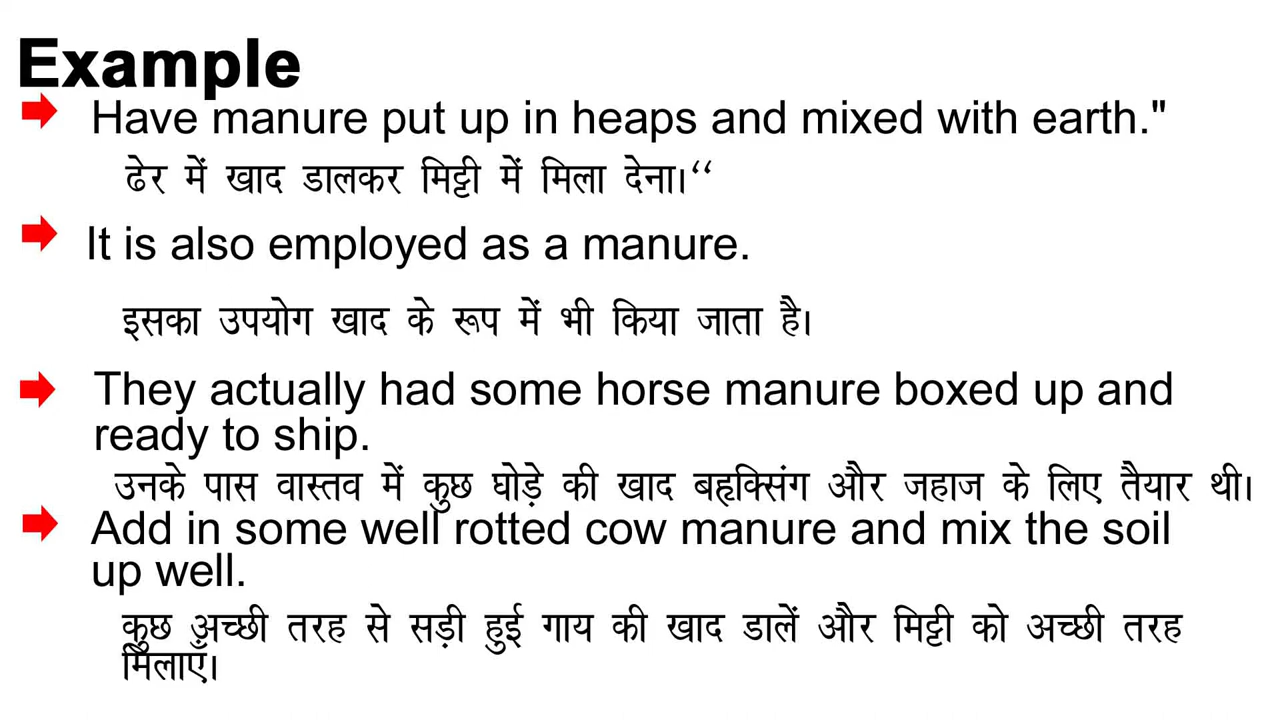 Example
Have manure put up in heaps and mixed with earth."
ढेर में खाद डालकर मिट्टी में मिला देना।“
It is also employed as a manure.
इसका उपयोग खाद के रूप में भी किया जाता है।
They actually had some horse manure boxed up and
ready to ship.
उनके पास वास्तव में कुछ घोड़े की खाद बहृक्सिंग और जहाज के लिए तैयार थी।
Add in some well rotted cow manure and mix the soil
up well.
कुछ अच्छी तरह से सड़ी हुई गाय की खाद डालें और मिट्टी को अच्छी तरह
मिलाएँ।